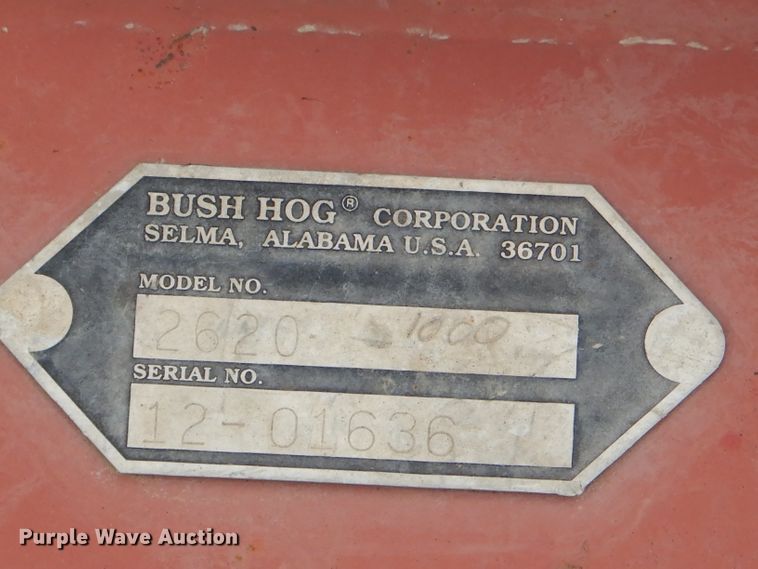 BUSH HOG® CORPORATION
SELMA, ALABAMA U.S.A. 36701
MODEL NO.
2620 1000
SERIAL NO.
12-01636
Purple Wave Auction